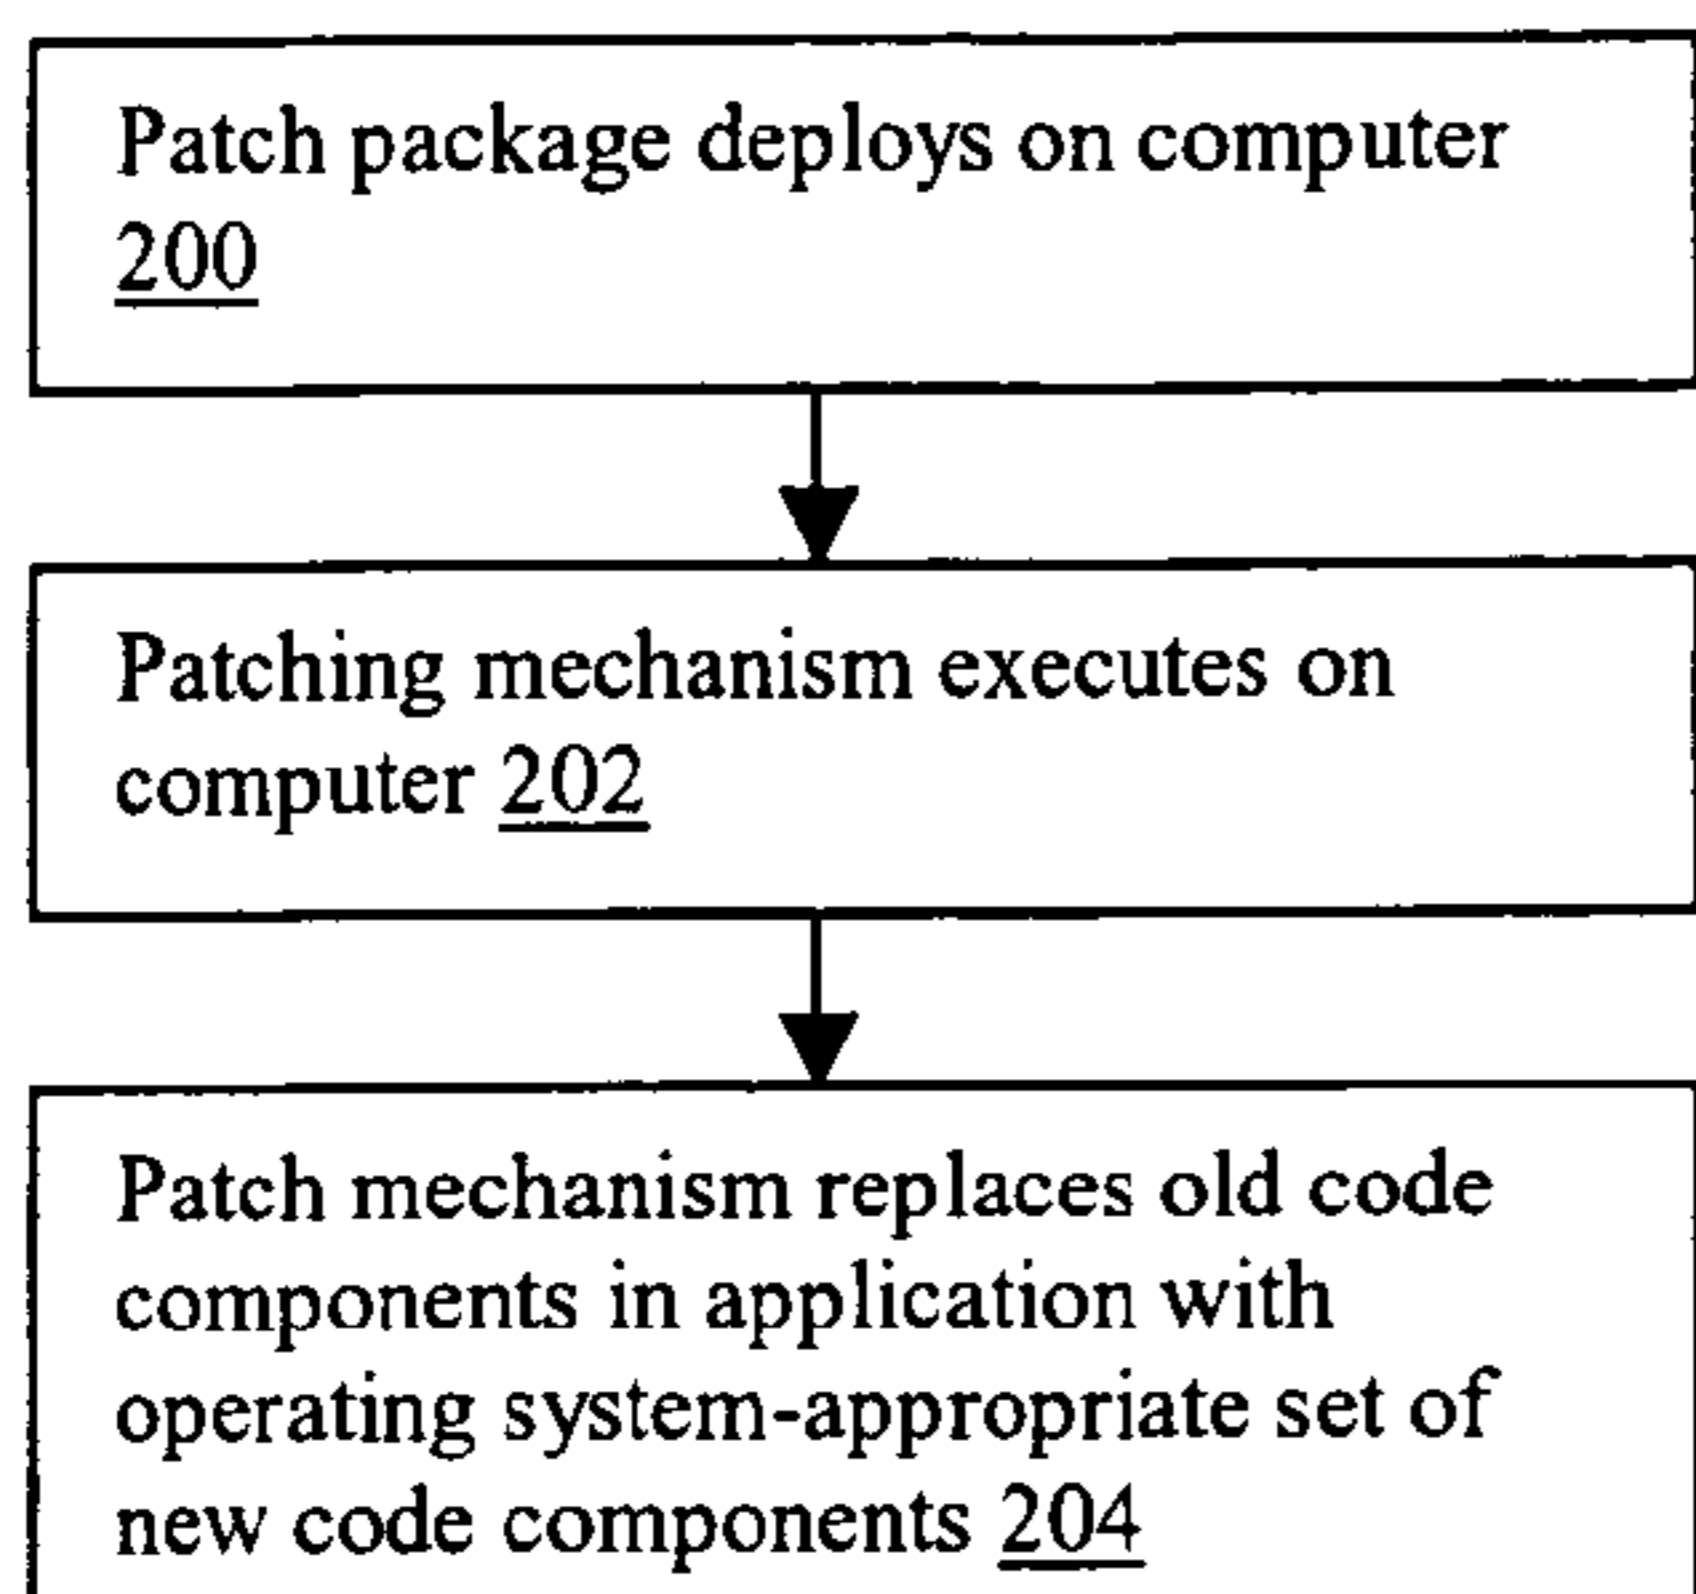 Patch package deploys on computer
200
Patching mechanism executes on
computer 202
Patch mechanism replaces old code
components in application with
operating system-appropriate set of
new code components 204